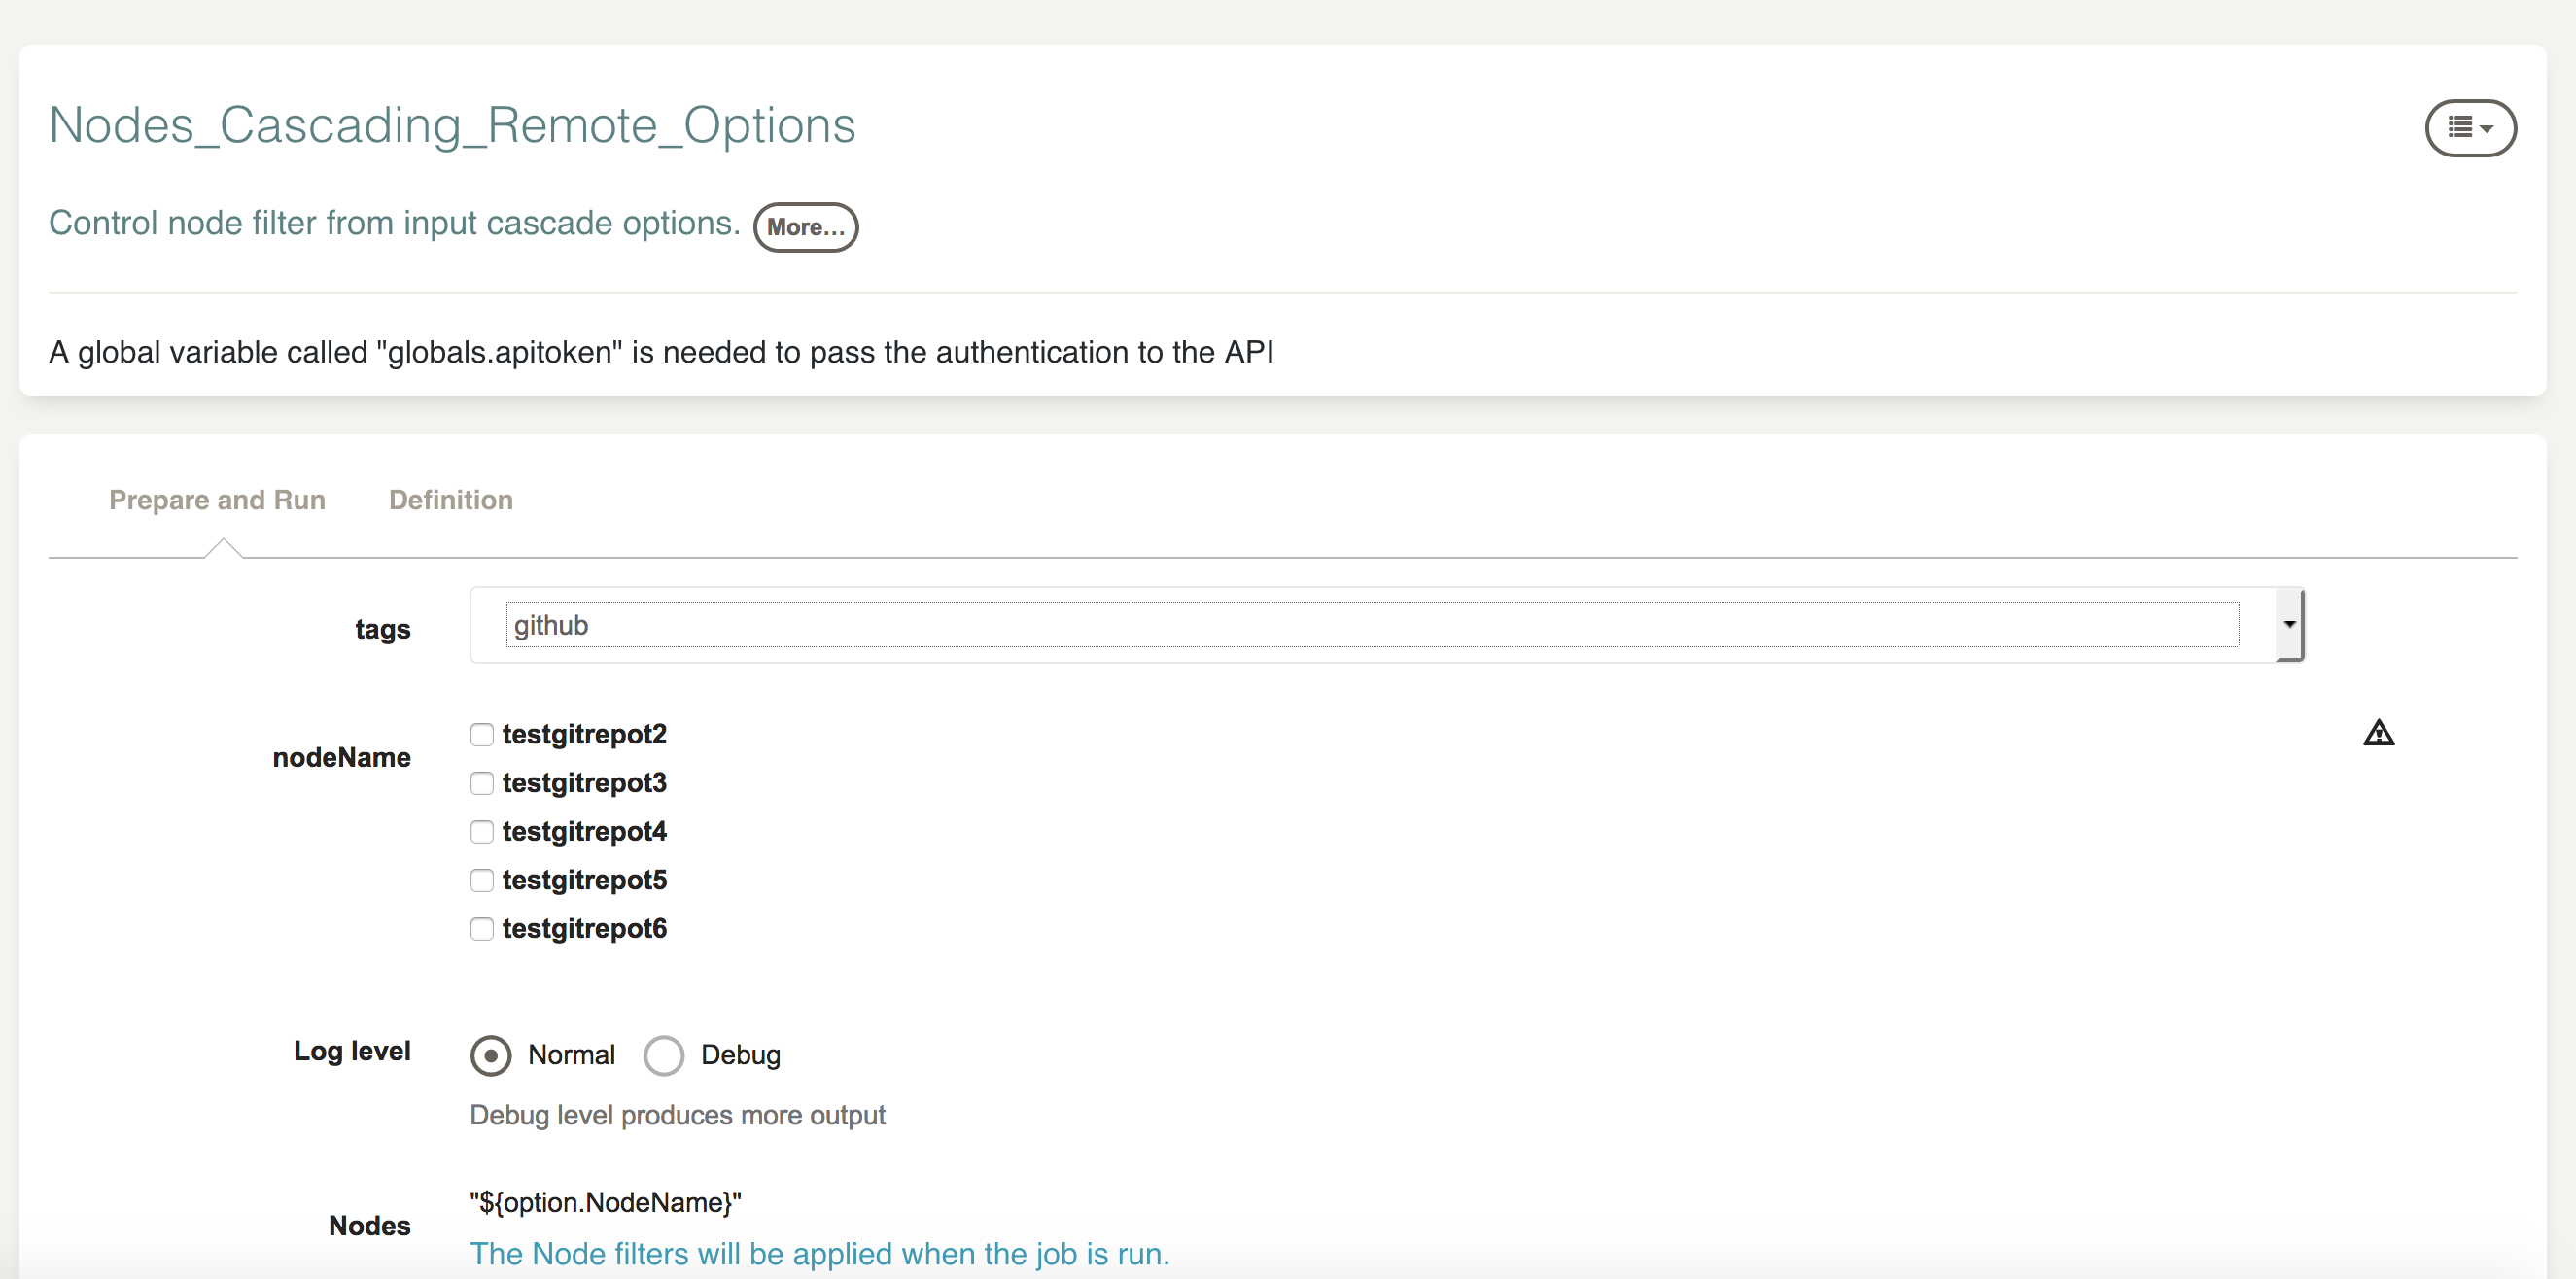 Nodes_Cascading_Remote_Options
Control node filter from input cascade options. More...
A global variable called "globals.apitoken" is needed to pass the authentication to the API
Prepare and Run Definition
tags github
nodeName testgitrepot2
testgitrepot3
testgitrepot4
testgitrepot5
testgitrepot6
Log level Normal Debug
Debug level produces more output
Nodes "${option.NodeName}"
The Node filters will be applied when the job is run.